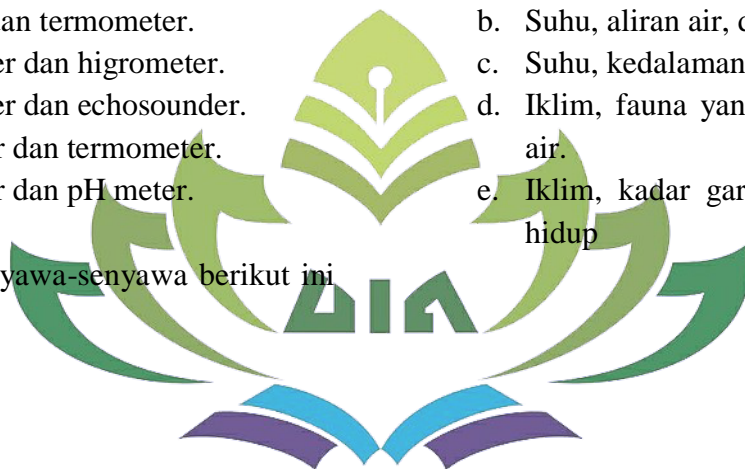 dan termometer.
er dan higrometer.
er dan echosounder.
r dan termometer.
r dan pH meter.
yawa-senyawa berikut ini
b. Suhu, aliran air, d
c. Suhu, kedalaman
d. Iklim, fauna yan
air.
e. Iklim, kadar gar
hidup